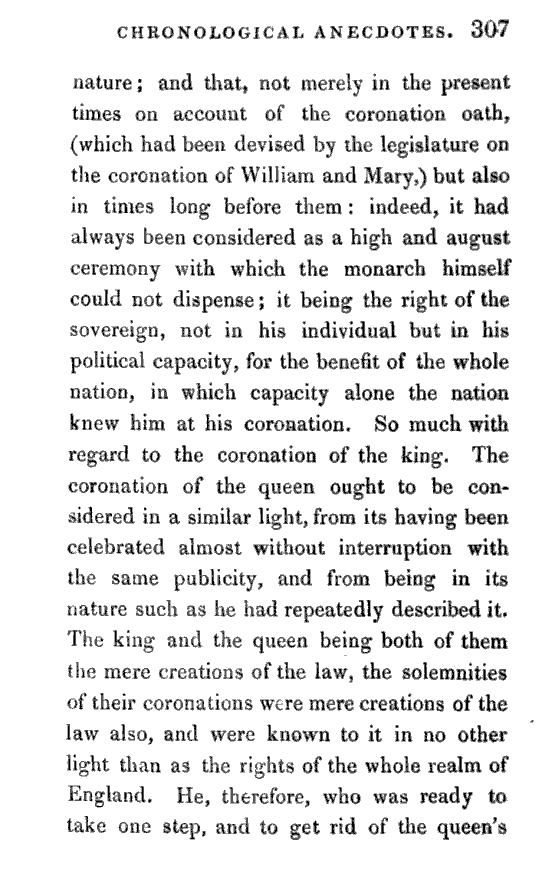 CHRONOLOGICAL ANECDOTES. 307
nature; and that, not merely in the present
times on account of the coronation oath,
(which had been devised by the legislature on
the coronation of William and Mary,) but also
in times long before them: indeed, it had
always been considered as a high and august
ceremony with which the monarch himself
could not dispense; it being the right of the
sovereign, not in his individual but in his
political capacity, for the benefit of the whole
nation, in which capacity alone the nation
knew him at his coronation. So much with
regard to the coronation of the king. The
coronation of the queen ought to be con-
sidered in a similar light, from its having been
celebrated almost without interruption with
the same publicity, and from being in its
nature such as he had repeatedly described it.
The king and the queen being both of them
the mere creations of the law, the solemnities
of their coronations were mere creations of the
law also, and were known to it in no other
light than as the rights of the whole realm of
England. He, therefore, who was ready to
take one step, and to get rid of the queen's